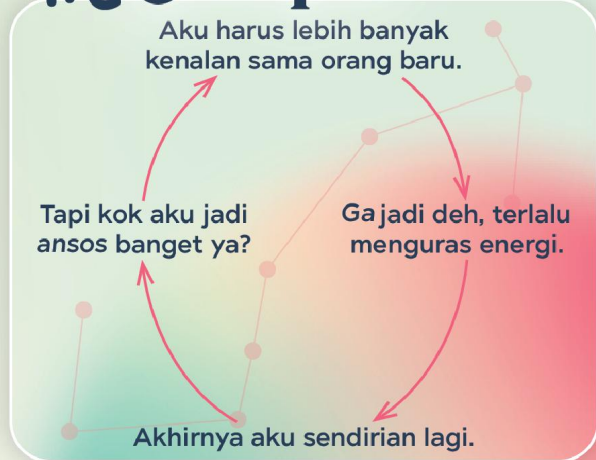 Aku harus lebih banyak
kenalan sama orang baru.
Ga jadi deh, terlalu
menguras energi.
Akhirnya aku sendirian lagi.
Tapi kok aku jadi
ansos banget ya?